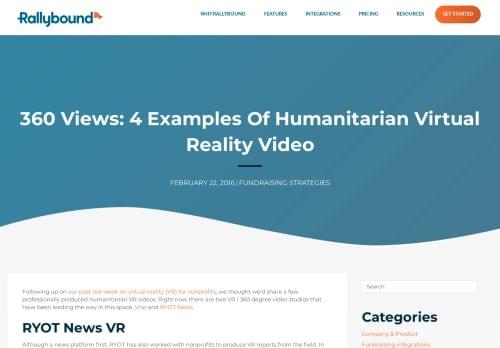 Rallybound
WHY RALLYBOUND
FEATURES
INTEGRATIONS
PRICING
RESOURCES
GET STARTED
360 Views: 4 Examples Of Humanitarian Virtual
Reality Video
FEBRUARY 22, 2016 | FUNDRAISING STRATEGIES
Following up on our post last week on virtual reality (VR) for nonprofits, we thought we'd share a few
professionally produced humanitarian VR videos. Right now there are two VR / 360 degree video studios that
have been leading the way in this space, Vrse and RYOT News.
RYOT News VR
Although a news platform first, RYOT has also worked with nonprofits to produce VR reports from the field. In
Search
Categories
Company & Product
Fundraising integrations